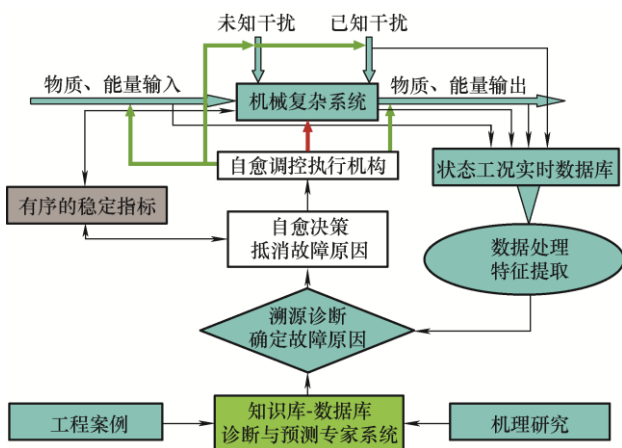 未知干扰
已知干扰
物质、能量输入
物质、能量输出
机械复杂系统
自愈调控执行机构
状态工况实时数据库
有序的稳定指标
自愈决策
抵消故障原因
数据处理
特征提取
溯源诊断
确定故障原因
工程案例
知识库-数据库
诊断与预测专家系统
机理研究